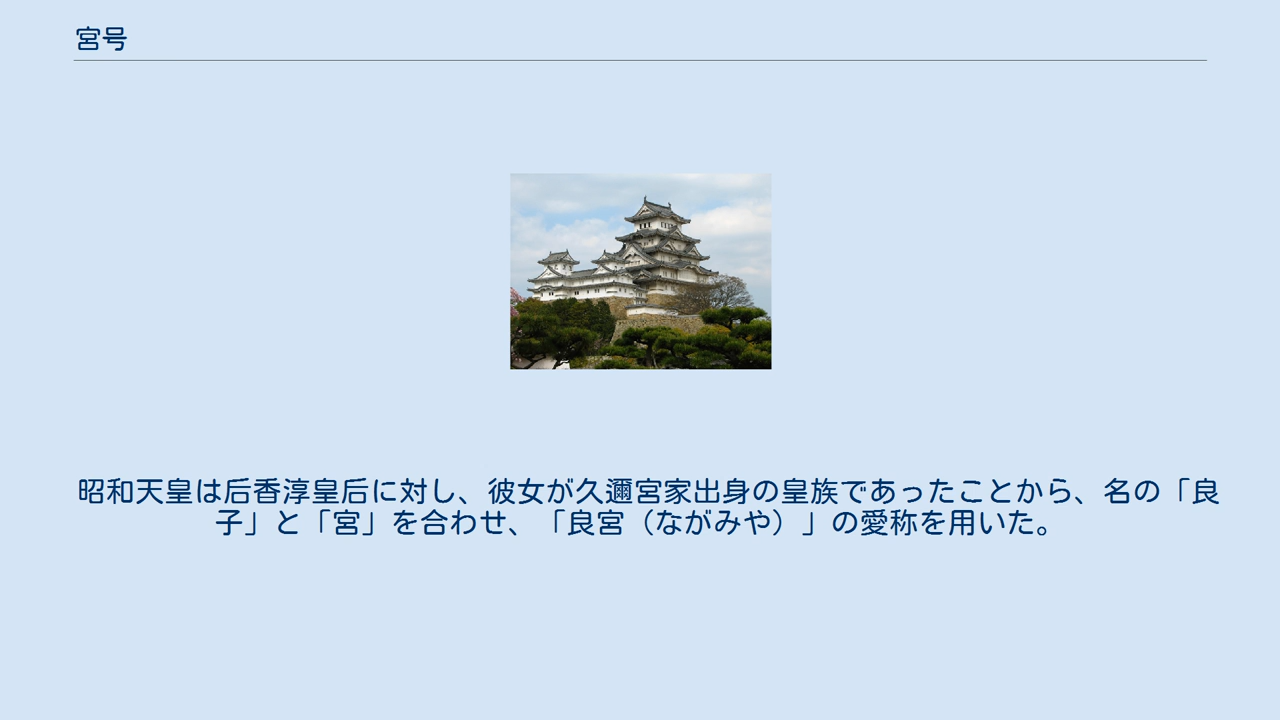 宮号
昭和天皇は后香淳皇后に対し、彼女が久邇宮家出身の皇族であったことから、名の「良
子」と「宮」を合わせ、「良宮（ながみや）」の愛称を用いた。